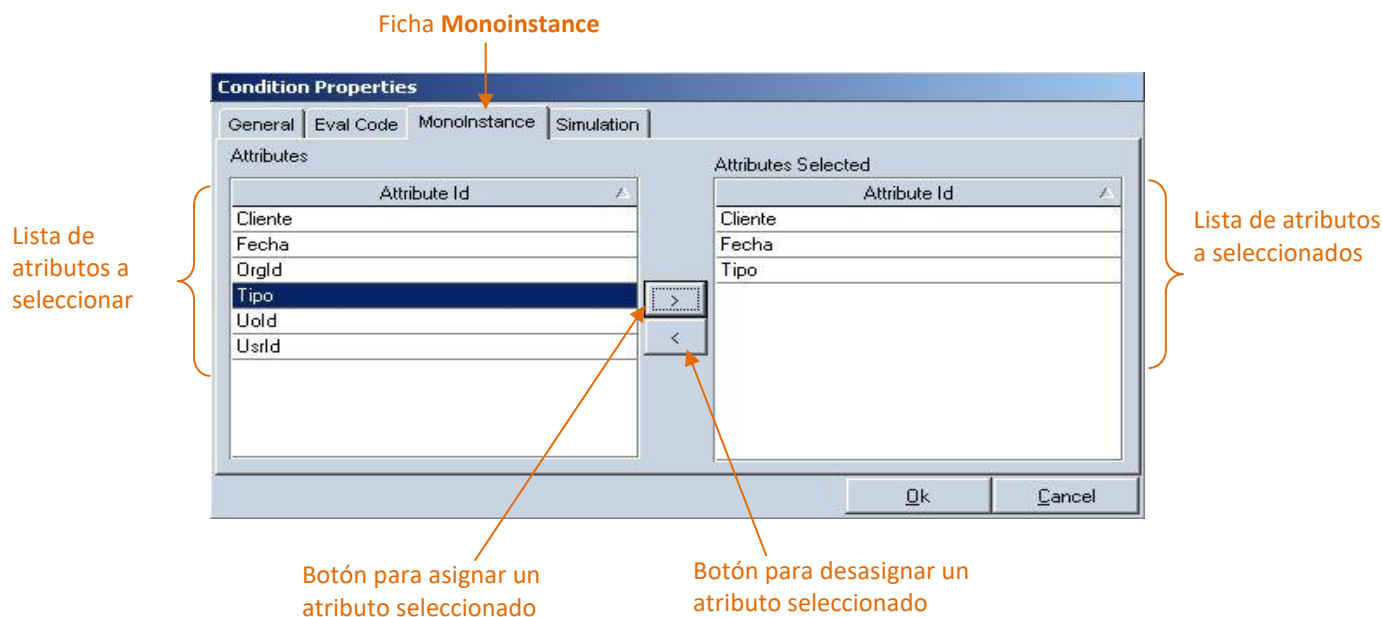 Ficha Monoinstance
Condition Properties
General Eval Code MonoInstance Simulation
Attributes
Attribute Id
Cliente
Fecha
OrgId
Tipo
UoId
UsrId
>
<
Attributes Selected
Attribute Id
Cliente
Fecha
Tipo
Ok Cancel
Lista de
atributos a
seleccionar
Lista de atributos
a seleccionados
Botón para asignar un
atributo seleccionado
Botón para desasignar un
atributo seleccionado